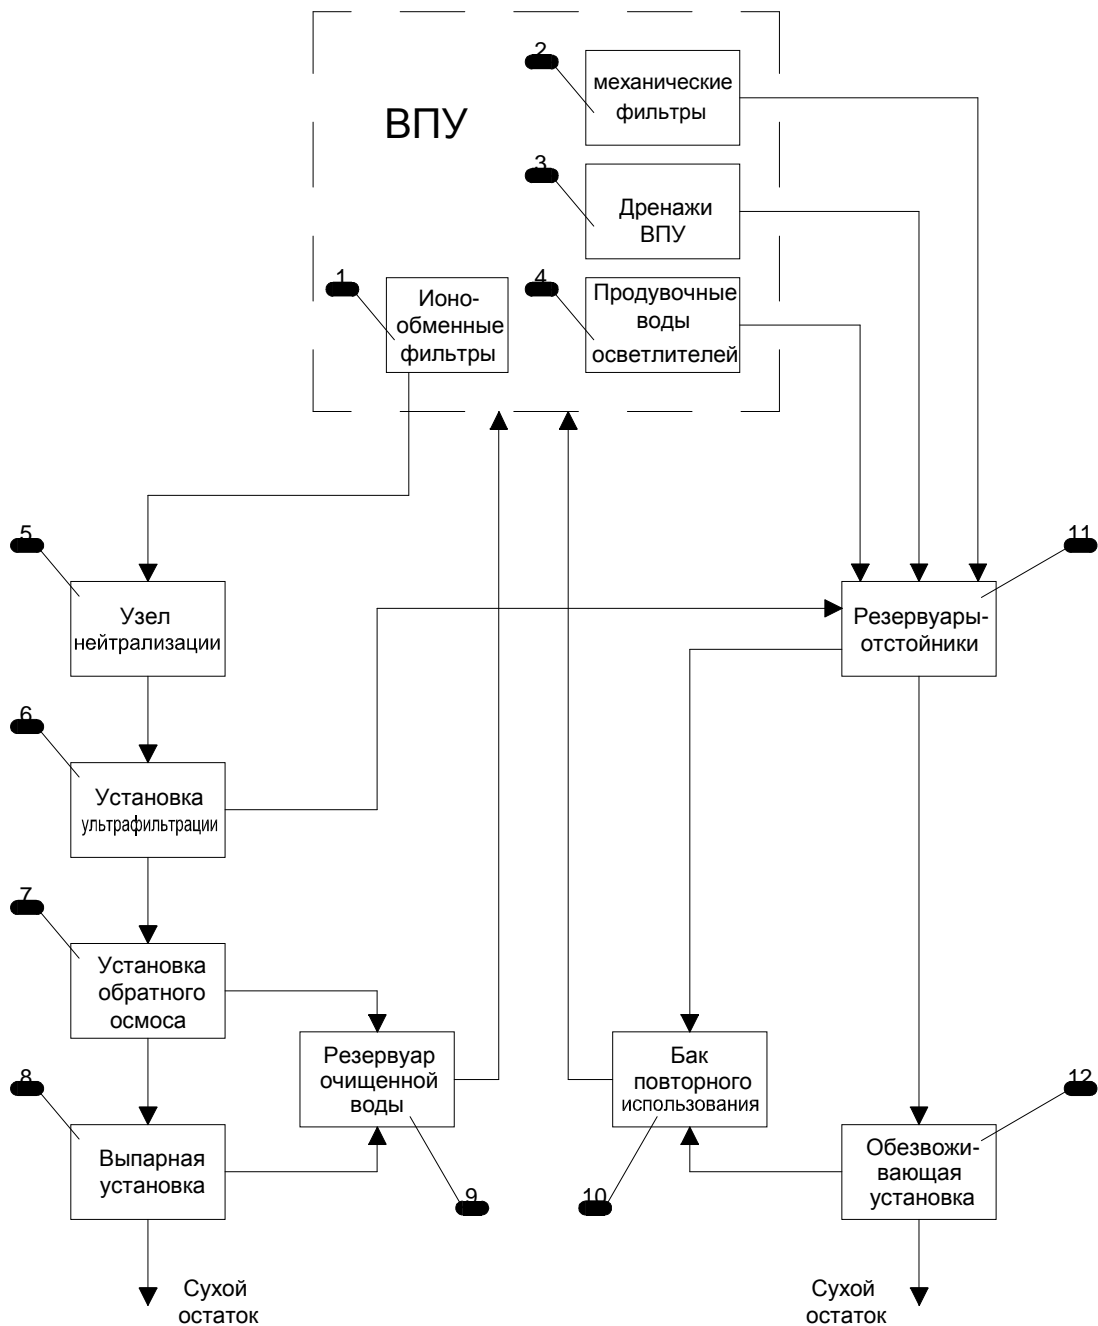 2
механические
фильтры
ВПУ
3
Дренажи
ВПУ
1
Ионо-
обменные
фильтры
4
Продувочные
воды
осветлителей
5
Узел
нейтрализации
11
Резервуары-
отстойники
6
Установка
ультрафильтрации
7
Установка
обратного
осмоса
Резервуар
очищенной
воды
Бак
повторного
использования
8
Выпарная
установка
12
Обезвожи-
вающая
установка
9
10
Сухой
остаток
Сухой
остаток